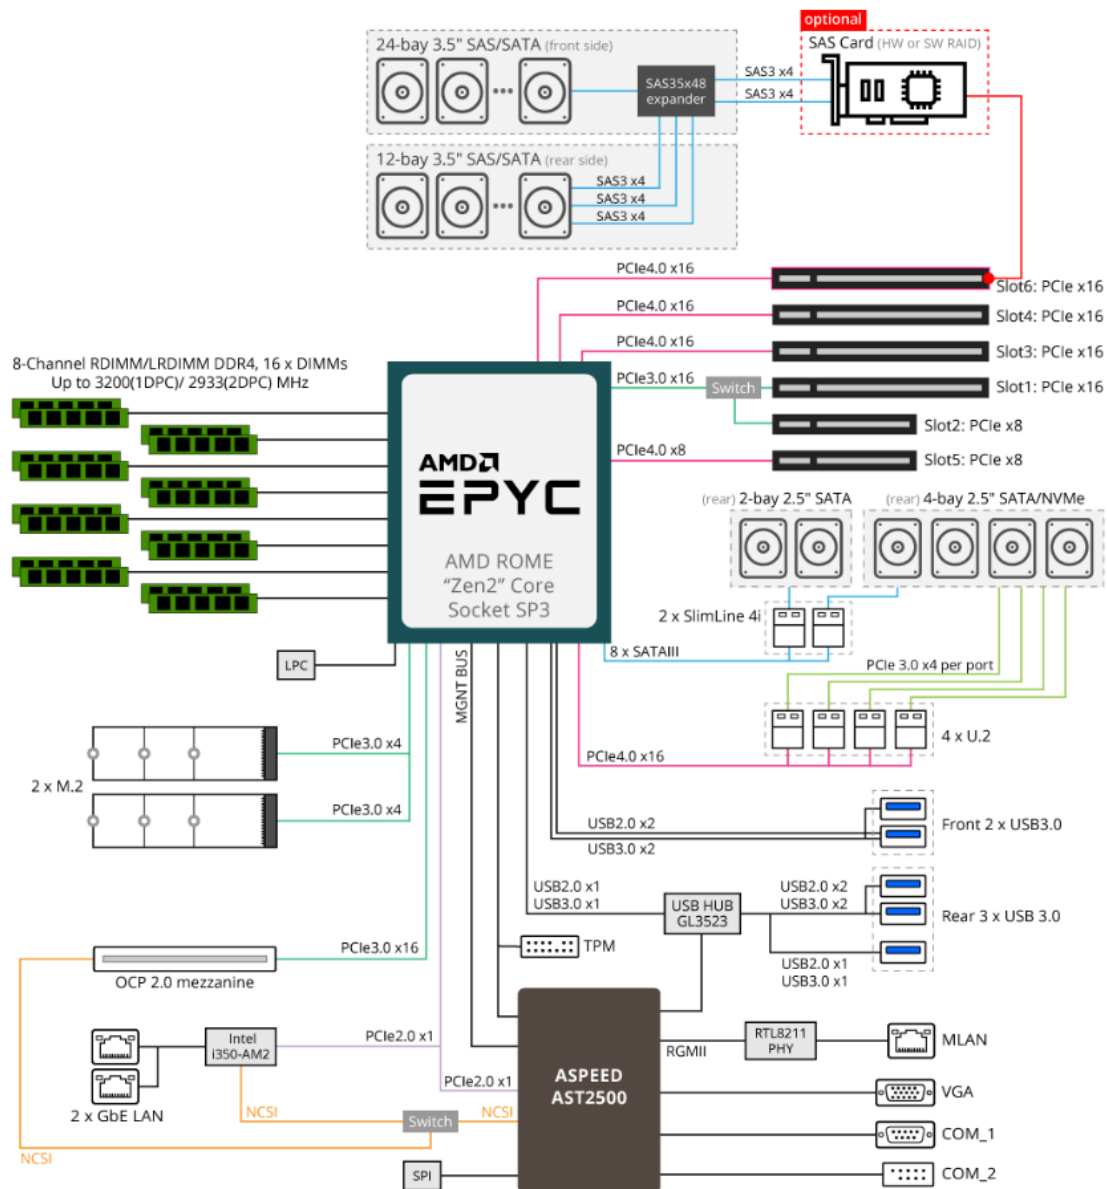 optional
SAS Card (HW or SW RAID)
24-bay 3.5" SAS/SATA (front side)
SAS35x48
expander
SAS3 x4
SAS3 x4
12-bay 3.5" SAS/SATA (rear side)
SAS3 x4
SAS3 x4
SAS3 x4
PCIe4.0 x16
Slot6: PCIe x16
PCIe4.0 x16
Slot4: PCIe x16
PCIe4.0 x16
Slot3: PCIe x16
PCIe3.0 x16
Switch
Slot1: PCIe x16
Slot2: PCIe x8
PCIe4.0 x8
Slot5: PCIe x8
8-Channel RDIMM/LRDIMM DDR4, 16 x DIMMs
Up to 3200(1DPC)/ 2933(2DPC) MHz
AMD
EPYC
AMD ROME
“Zen2” Core
Socket SP3
(rear) 2-bay 2.5" SATA
(rear) 4-bay 2.5" SATA/NVMe
2 x SlimLine 4i
8 x SATAIII
PCIe 3.0 x4 per port
4 x U.2
PCIe4.0 x16
LPC
MGNT BUS
PCIe3.0 x4
2 x M.2
PCIe3.0 x4
USB2.0 x2
USB3.0 x2
Front 2 x USB3.0
USB2.0 x1
USB3.0 x1
USB HUB
GL3523
USB2.0 x2
USB3.0 x2
Rear 3 x USB 3.0
USB2.0 x1
USB3.0 x1
PCIe3.0 x16
TPM
OCP 2.0 mezzanine
Intel
i350-AM2
PCIe2.0 x1
PCIe2.0 x1
2 x GbE LAN
NCSI
Switch
NCSI
NCSI
SPI
ASPEED
AST2500
RGMII
RTL8211
PHY
MLAN
VGA
COM_1
COM_2